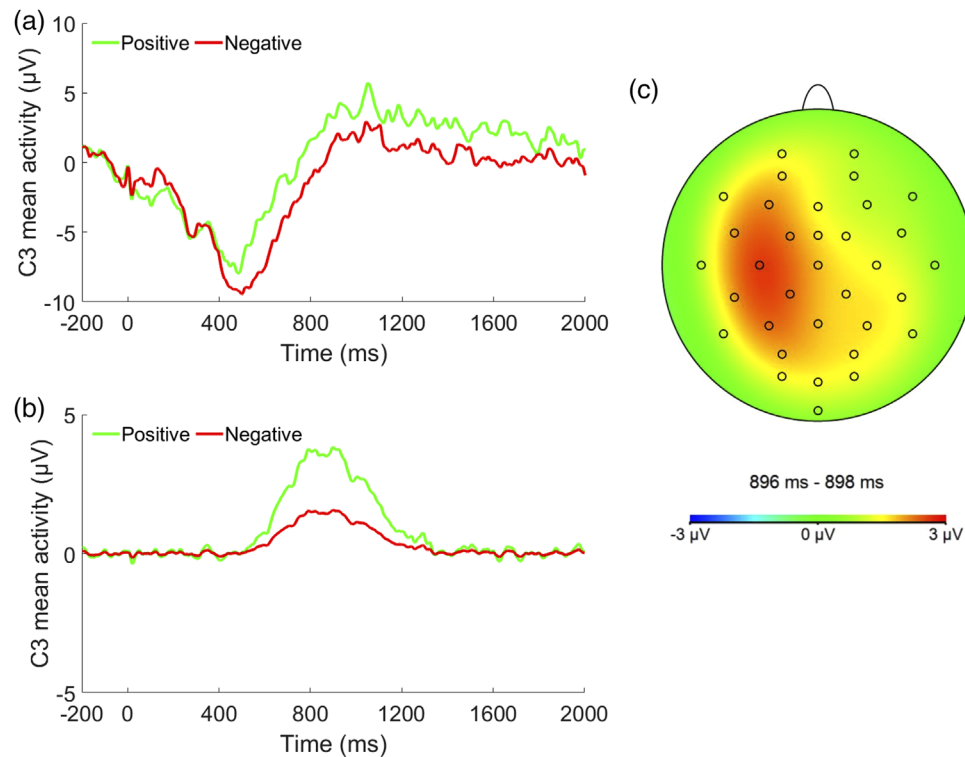 (a)
10
5
0
-5
-10
C3 mean activity (µV)
Positive Negative
-200 0 400 800 1200 1600 2000
Time (ms)
(b)
5
0
-5
C3 mean activity (µV)
Positive Negative
-200 0 400 800 1200 1600 2000
Time (ms)
(c)
896 ms - 898 ms
-3 µV 0 µV 3 µV